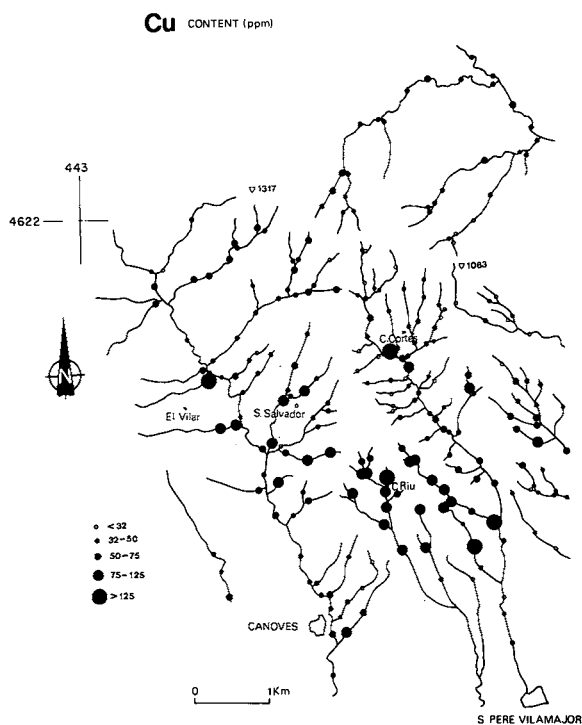 Cu CONTENT (ppm)
443
4622
▽1317
▽1063
C.Cortés
El Vilar
S. Salvador
C.Riu
<32
32-50
50-75
75-125
>125
CANOVES
N
0 1Km
S. PERE VILAMAJOR